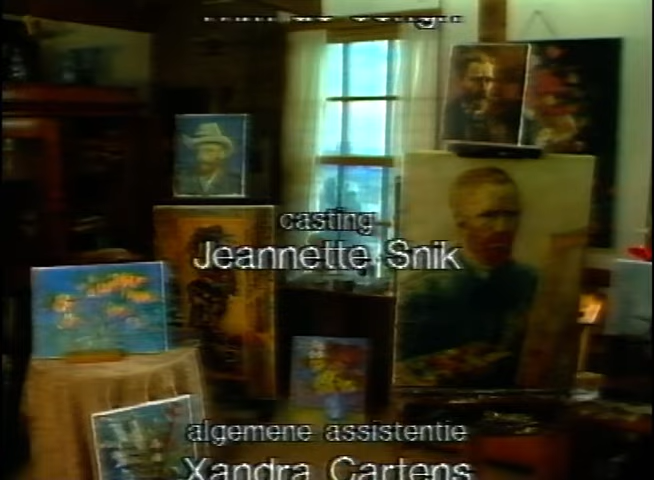 casting
Jeannette Snik
algemene assistentie
Xandra Cartens